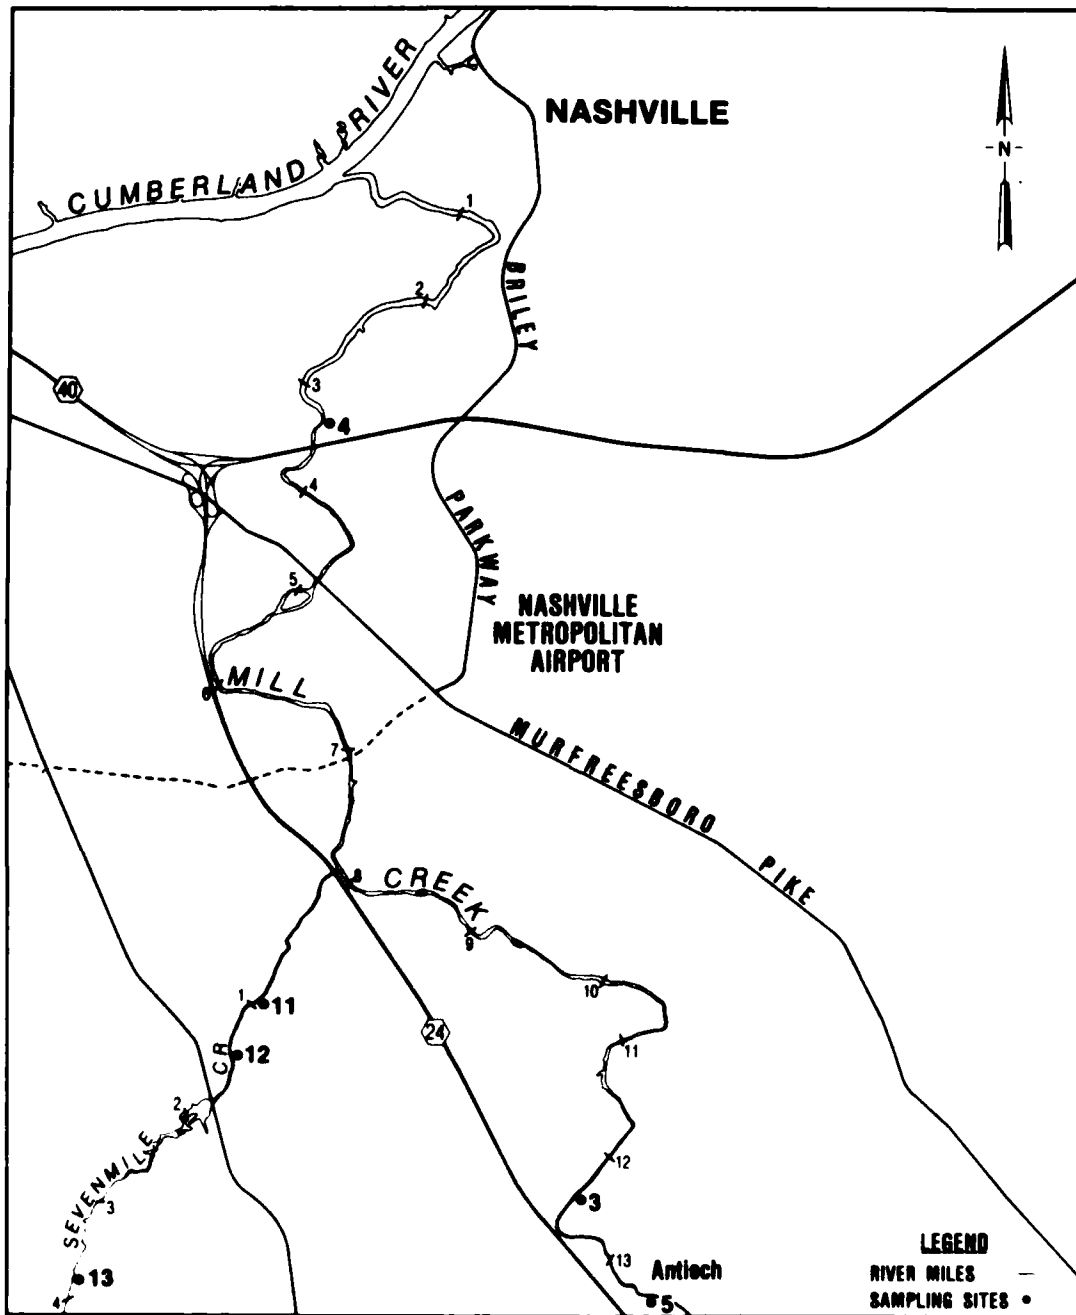 NASHVILLE
CUMBERLAND RIVER
-N-
1
2
BRILEY
PARKWAY
3
40
4
4
5
NASHVILLE
METROPOLITAN
AIRPORT
6
MILL
CREEK
7
MURFREESBORO
PIKE
8
9
10
1
11
24
11
CR
12
2
12
SEVENMILE
3
3
13
13
4
Antioch
5
LEGEND
RIVER MILES –
SAMPLING SITES •